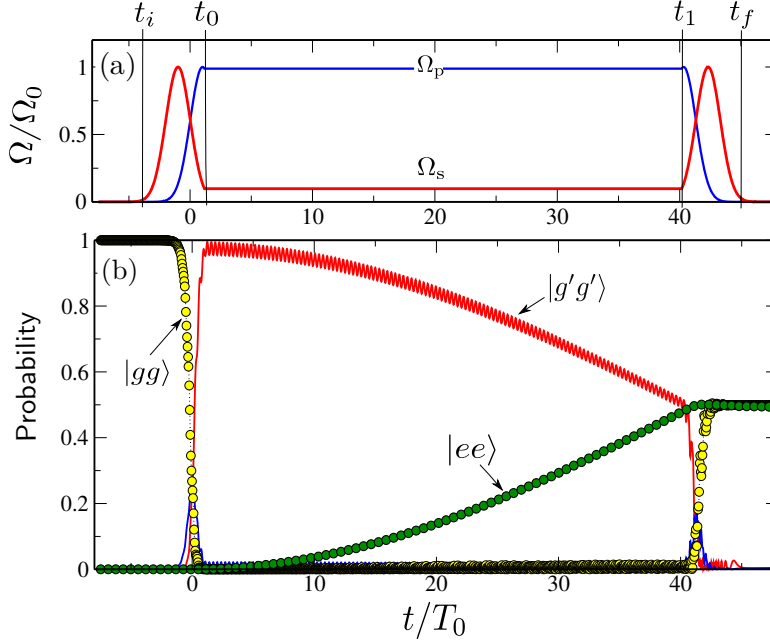 t_i t_0 t_1 t_f
(a)
Ω/Ω_0
1
0.5
0
Ω_p
Ω_s
0 10 20 30 40
(b)
Probability
1
0.8
0.6
0.4
0.2
0
|g′g′⟩
|gg⟩
|ee⟩
0 10 20 30 40
t/T_0